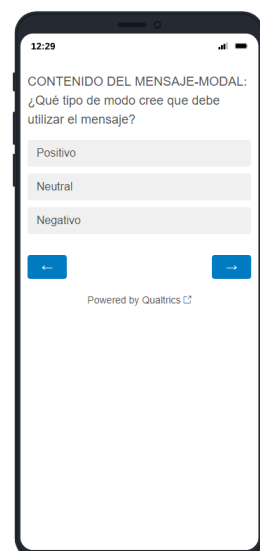 12:29
CONTENIDO DEL MENSAJE-MODAL:
¿Qué tipo de modo cree que debe
utilizar el mensaje?
Positivo
Neutral
Negativo
← →
Powered by Qualtrics